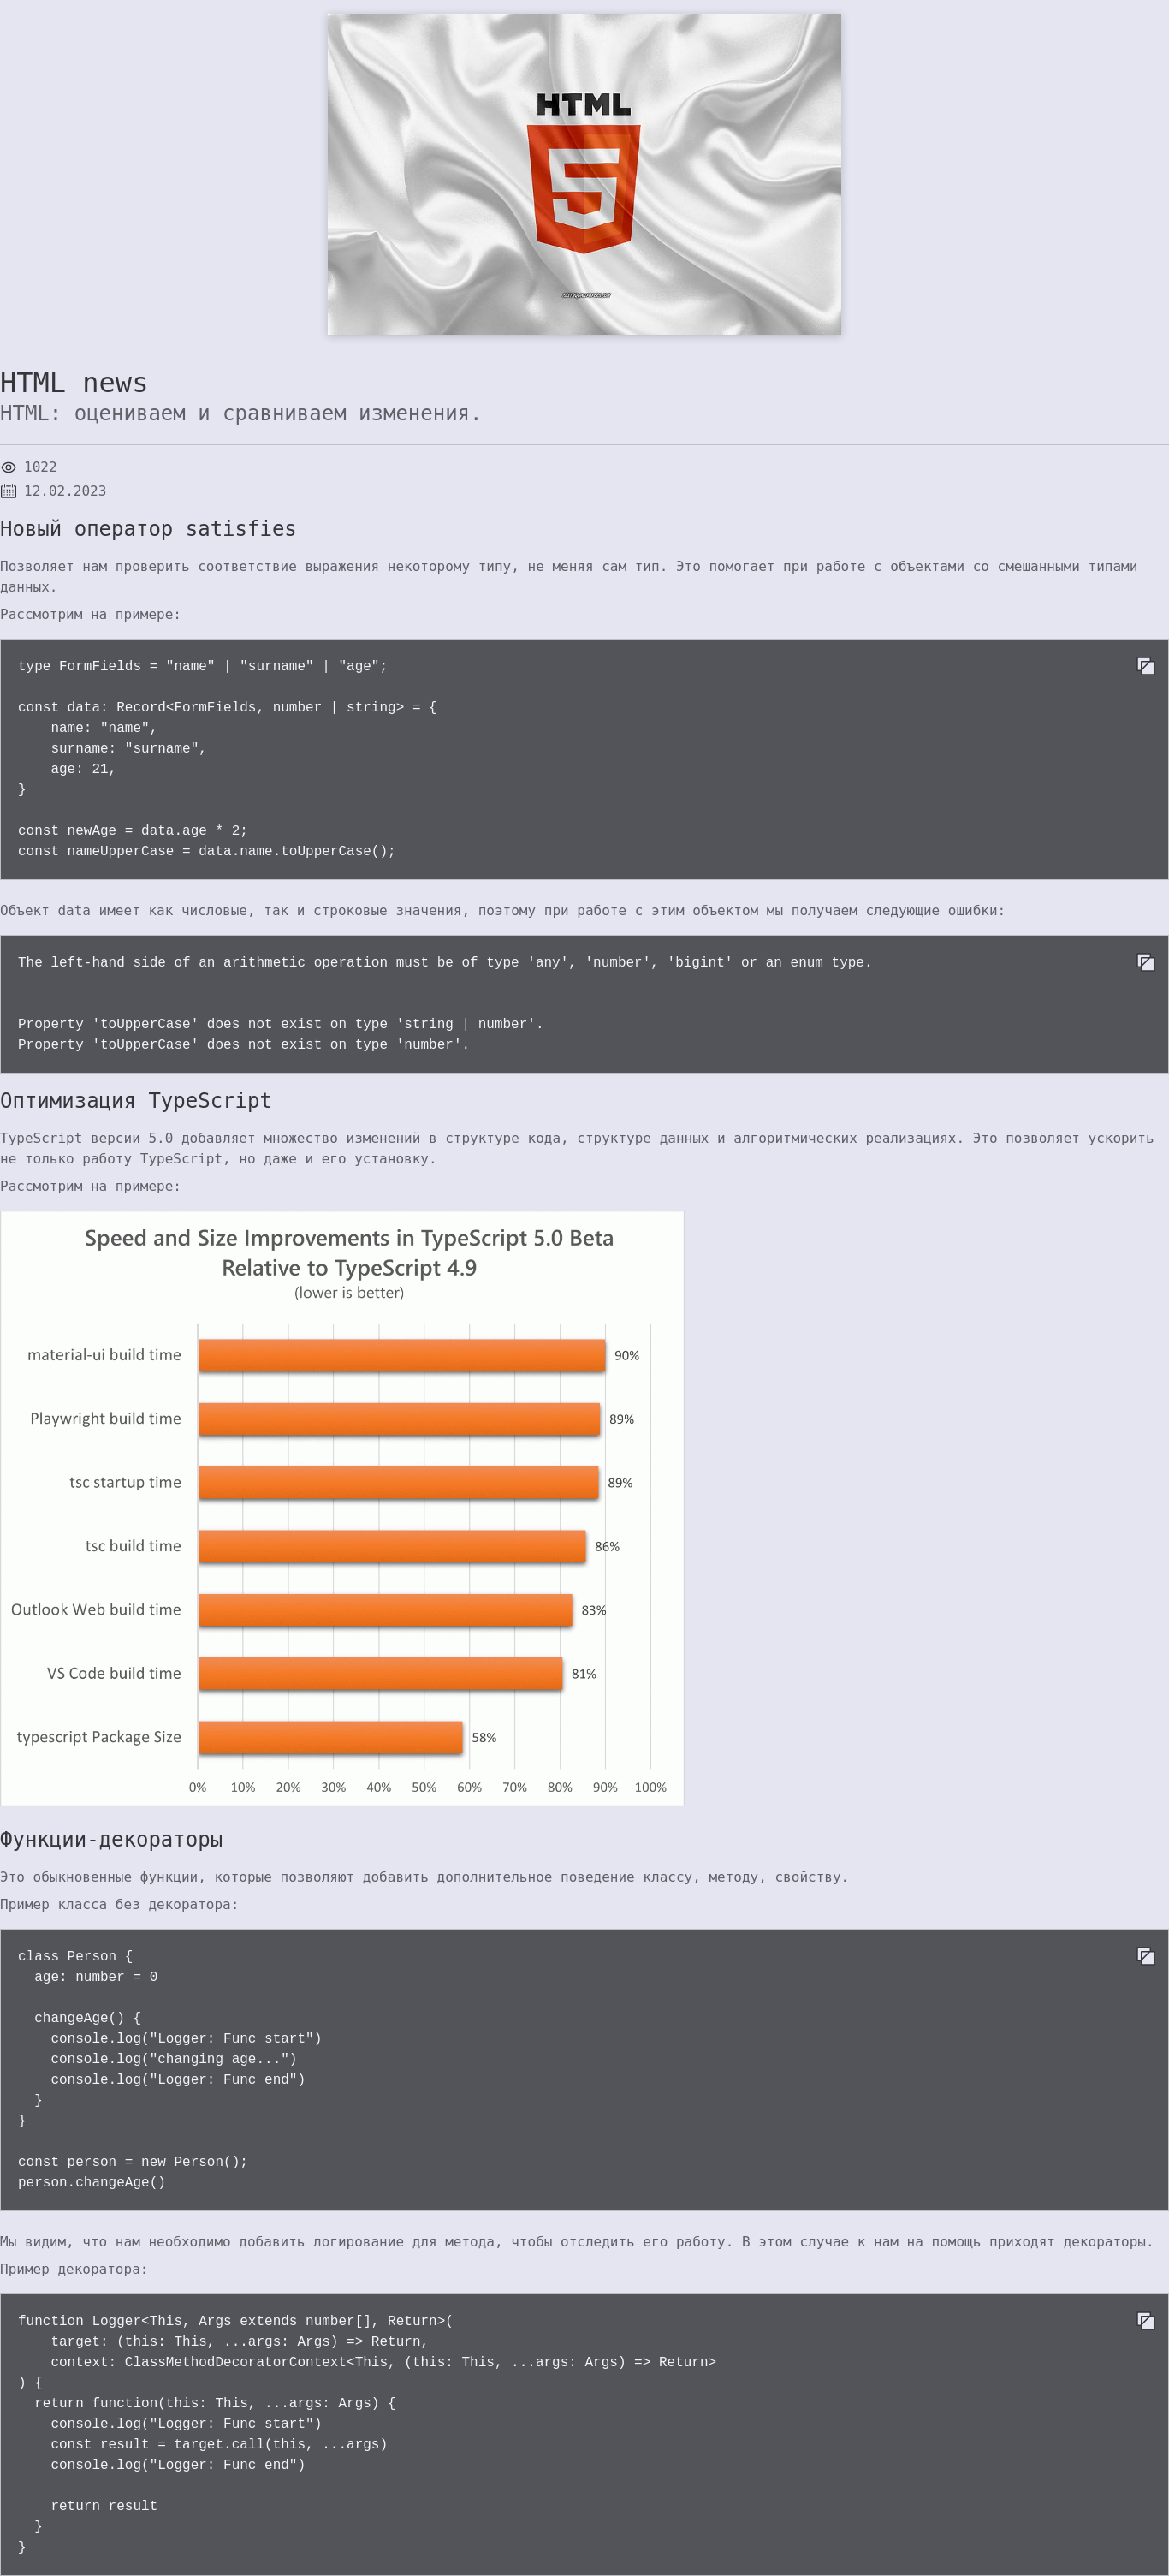 HTML
HTML news
HTML: оцениваем и сравниваем изменения.
1022
12.02.2023
Новый оператор satisfies
Позволяет нам проверить соответствие выражения некоторому типу, не меняя сам тип. Это помогает при работе с объектами со смешанными типами
данных.
Рассмотрим на примере:
type FormFields = "name" | "surname" | "age";
const data: Record<FormFields, number | string> = {
    name: "name",
    surname: "surname",
    age: 21,
}
const newAge = data.age * 2;
const nameUpperCase = data.name.toUpperCase();
Объект data имеет как числовые, так и строковые значения, поэтому при работе с этим объектом мы получаем следующие ошибки:
The left-hand side of an arithmetic operation must be of type 'any', 'number', 'bigint' or an enum type.
Property 'toUpperCase' does not exist on type 'string | number'.
Property 'toUpperCase' does not exist on type 'number'.
Оптимизация TypeScript
TypeScript версии 5.0 добавляет множество изменений в структуре кода, структуре данных и алгоритмических реализациях. Это позволяет ускорить
не только работу TypeScript, но даже и его установку.
Рассмотрим на примере:
Speed and Size Improvements in TypeScript 5.0 Beta
Relative to TypeScript 4.9
(lower is better)
material-ui build time 90%
Playwright build time 89%
tsc startup time 89%
tsc build time 86%
Outlook Web build time 83%
VS Code build time 81%
typescript Package Size 58%
0% 10% 20% 30% 40% 50% 60% 70% 80% 90% 100%
Функции-декораторы
Это обыкновенные функции, которые позволяют добавить дополнительное поведение классу, методу, свойству.
Пример класса без декоратора:
class Person {
  age: number = 0
  changeAge() {
    console.log("Logger: Func start")
    console.log("changing age...")
    console.log("Logger: Func end")
  }
}
const person = new Person();
person.changeAge()
Мы видим, что нам необходимо добавить логирование для метода, чтобы отследить его работу. В этом случае к нам на помощь приходят декораторы.
Пример декоратора:
function Logger<This, Args extends number[], Return>(
    target: (this: This, ...args: Args) => Return,
    context: ClassMethodDecoratorContext<This, (this: This, ...args: Args) => Return>
) {
  return function(this: This, ...args: Args) {
    console.log("Logger: Func start")
    const result = target.call(this, ...args)
    console.log("Logger: Func end")
    return result
  }
}